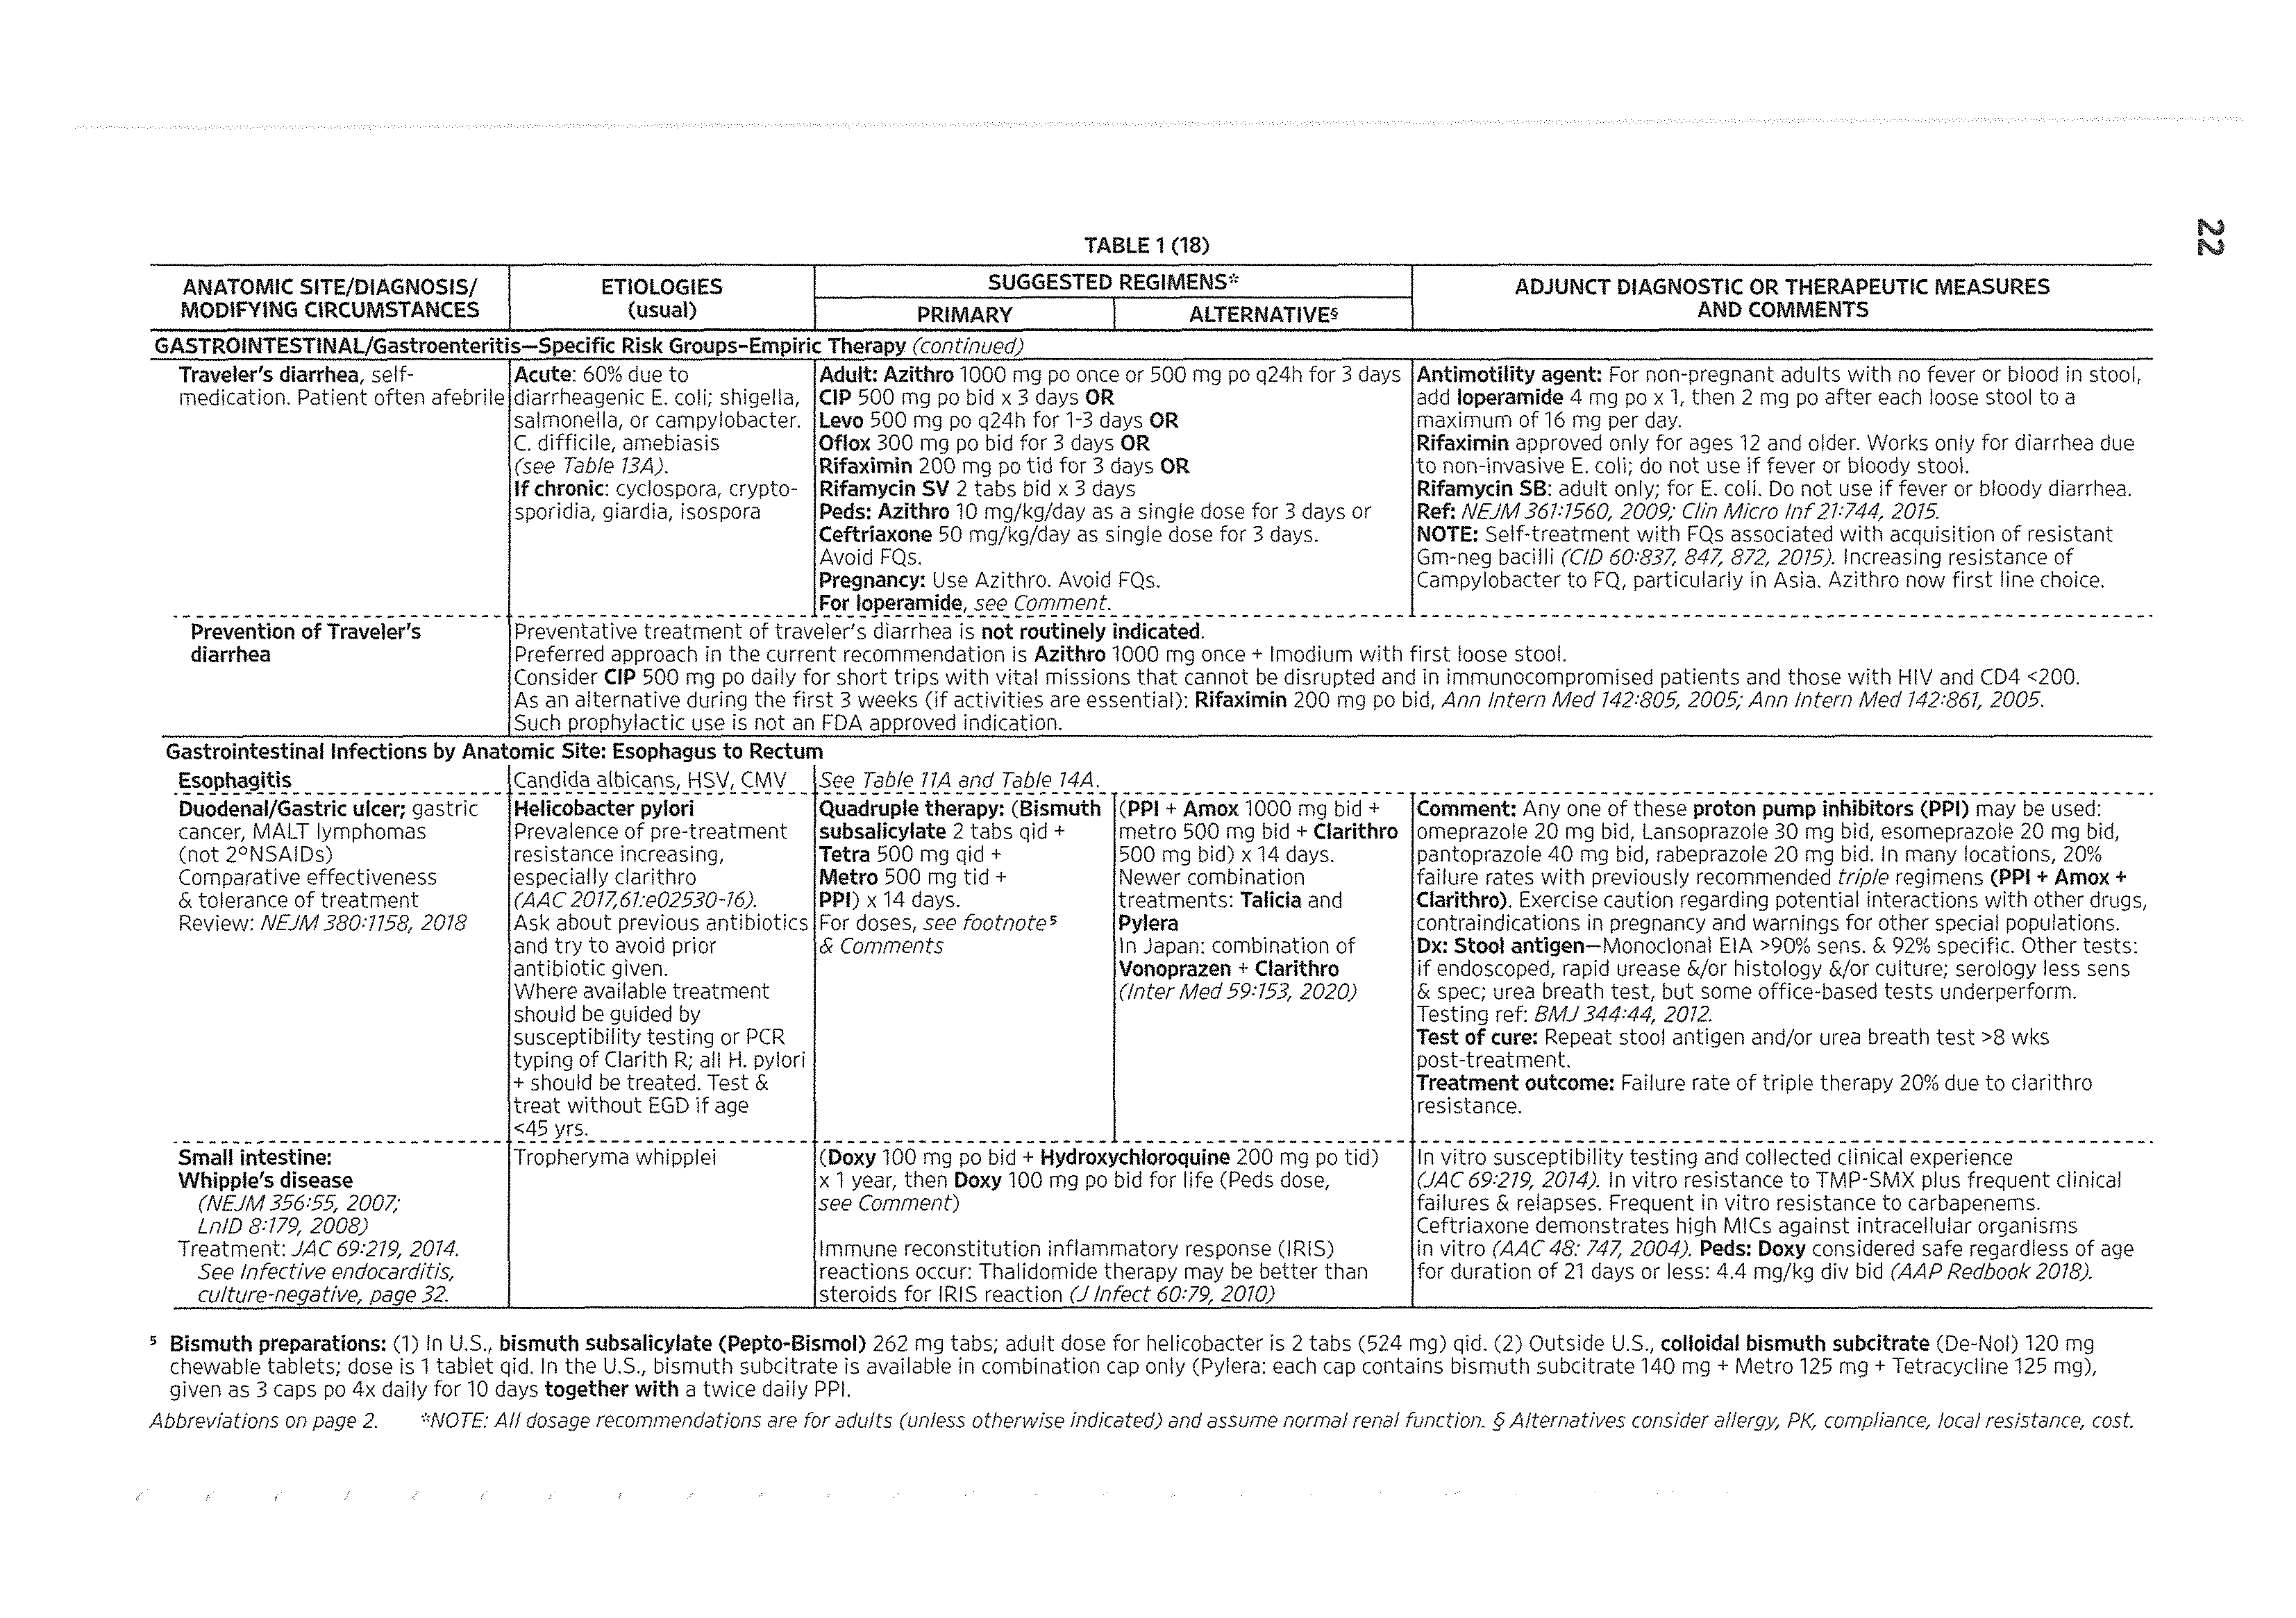 22
TABLE 1 (18)
ANATOMIC SITE/DIAGNOSIS/
MODIFYING CIRCUMSTANCES
ETIOLOGIES
(usual)
SUGGESTED REGIMENS*
PRIMARY
ALTERNATIVE§
ADJUNCT DIAGNOSTIC OR THERAPEUTIC MEASURES
AND COMMENTS
GASTROINTESTINAL/Gastroenteritis—Specific Risk Groups–Empiric Therapy (continued)
Traveler's diarrhea, self-
medication. Patient often afebrile
Acute: 60% due to
diarrheagenic E. coli; shigella,
salmonella, or campylobacter.
C. difficile, amebiasis
(see Table 13A).
If chronic: cyclospora, crypto-
sporidia, giardia, isospora
Adult: Azithro 1000 mg po once or 500 mg po q24h for 3 days
CIP 500 mg po bid x 3 days OR
Levo 500 mg po q24h for 1-3 days OR
Oflox 300 mg po bid for 3 days OR
Rifaximin 200 mg po tid for 3 days OR
Rifamycin SV 2 tabs bid x 3 days
Peds: Azithro 10 mg/kg/day as a single dose for 3 days or
Ceftriaxone 50 mg/kg/day as single dose for 3 days.
Avoid FQs.
Pregnancy: Use Azithro. Avoid FQs.
For loperamide, see Comment.
Antimotility agent: For non-pregnant adults with no fever or blood in stool,
add loperamide 4 mg po x 1, then 2 mg po after each loose stool to a
maximum of 16 mg per day.
Rifaximin approved only for ages 12 and older. Works only for diarrhea due
to non-invasive E. coli; do not use if fever or bloody stool.
Rifamycin SB: adult only; for E. coli. Do not use if fever or bloody diarrhea.
Ref: NEJM 361:1560, 2009; Clin Micro Inf 21:744, 2015.
NOTE: Self-treatment with FQs associated with acquisition of resistant
Gm-neg bacilli (CID 60:837, 847, 872, 2015). Increasing resistance of
Campylobacter to FQ, particularly in Asia. Azithro now first line choice.
Prevention of Traveler's
diarrhea
Preventative treatment of traveler's diarrhea is not routinely indicated.
Preferred approach in the current recommendation is Azithro 1000 mg once + Imodium with first loose stool.
Consider CIP 500 mg po daily for short trips with vital missions that cannot be disrupted and in immunocompromised patients and those with HIV and CD4 <200.
As an alternative during the first 3 weeks (if activities are essential): Rifaximin 200 mg po bid, Ann Intern Med 142:805, 2005; Ann Intern Med 142:861, 2005.
Such prophylactic use is not an FDA approved indication.
Gastrointestinal Infections by Anatomic Site: Esophagus to Rectum
Esophagitis
Candida albicans, HSV, CMV
See Table 11A and Table 14A.
Duodenal/Gastric ulcer; gastric
cancer, MALT lymphomas
(not 2°NSAIDs)
Comparative effectiveness
& tolerance of treatment
Review: NEJM 380:1158, 2018
Helicobacter pylori
Prevalence of pre-treatment
resistance increasing,
especially clarithro
(AAC 2017,61:e02530-16).
Ask about previous antibiotics
and try to avoid prior
antibiotic given.
Where available treatment
should be guided by
susceptibility testing or PCR
typing of Clarith R; all H. pylori
+ should be treated. Test &
treat without EGD if age
<45 yrs.
Quadruple therapy: (Bismuth
subsalicylate 2 tabs qid +
Tetra 500 mg qid +
Metro 500 mg tid +
PPI) x 14 days.
For doses, see footnote⁵
& Comments
(PPI + Amox 1000 mg bid +
metro 500 mg bid + Clarithro
500 mg bid) x 14 days.
Newer combination
treatments: Talicia and
Pylera
In Japan: combination of
Vonoprazen + Clarithro
(Inter Med 59:153, 2020)
Comment: Any one of these proton pump inhibitors (PPI) may be used:
omeprazole 20 mg bid, Lansoprazole 30 mg bid, esomeprazole 20 mg bid,
pantoprazole 40 mg bid, rabeprazole 20 mg bid. In many locations, 20%
failure rates with previously recommended triple regimens (PPI + Amox +
Clarithro). Exercise caution regarding potential interactions with other drugs,
contraindications in pregnancy and warnings for other special populations.
Dx: Stool antigen—Monoclonal EIA >90% sens. & 92% specific. Other tests:
if endoscoped, rapid urease &/or histology &/or culture; serology less sens
& spec; urea breath test, but some office-based tests underperform.
Testing ref: BMJ 344:44, 2012.
Test of cure: Repeat stool antigen and/or urea breath test >8 wks
post-treatment.
Treatment outcome: Failure rate of triple therapy 20% due to clarithro
resistance.
Small intestine:
Whipple's disease
(NEJM 356:55, 2007;
LnID 8:179, 2008)
Treatment: JAC 69:219, 2014.
See Infective endocarditis,
culture-negative, page 32.
Tropheryma whipplei
(Doxy 100 mg po bid + Hydroxychloroquine 200 mg po tid)
x 1 year, then Doxy 100 mg po bid for life (Peds dose,
see Comment)
Immune reconstitution inflammatory response (IRIS)
reactions occur: Thalidomide therapy may be better than
steroids for IRIS reaction (J Infect 60:79, 2010)
In vitro susceptibility testing and collected clinical experience
(JAC 69:219, 2014). In vitro resistance to TMP-SMX plus frequent clinical
failures & relapses. Frequent in vitro resistance to carbapenems.
Ceftriaxone demonstrates high MICs against intracellular organisms
in vitro (AAC 48: 747, 2004). Peds: Doxy considered safe regardless of age
for duration of 21 days or less: 4.4 mg/kg div bid (AAP Redbook 2018).
⁵ Bismuth preparations: (1) In U.S., bismuth subsalicylate (Pepto-Bismol) 262 mg tabs; adult dose for helicobacter is 2 tabs (524 mg) qid. (2) Outside U.S., colloidal bismuth subcitrate (De-Nol) 120 mg
chewable tablets; dose is 1 tablet qid. In the U.S., bismuth subcitrate is available in combination cap only (Pylera: each cap contains bismuth subcitrate 140 mg + Metro 125 mg + Tetracycline 125 mg),
given as 3 caps po 4x daily for 10 days together with a twice daily PPI.
Abbreviations on page 2. *NOTE: All dosage recommendations are for adults (unless otherwise indicated) and assume normal renal function. § Alternatives consider allergy, PK, compliance, local resistance, cost.